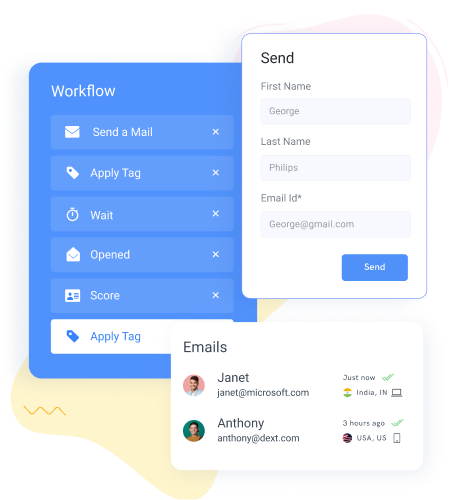 Workflow
Send a Mail ×
Apply Tag ×
Wait ×
Opened ×
Score ×
Apply Tag
Send
First Name
George
Last Name
Philips
Email Id*
George@gmail.com
Send
Emails
Janet
janet@microsoft.com
Just now
India, IN
Anthony
anthony@dext.com
3 hours ago
USA, US